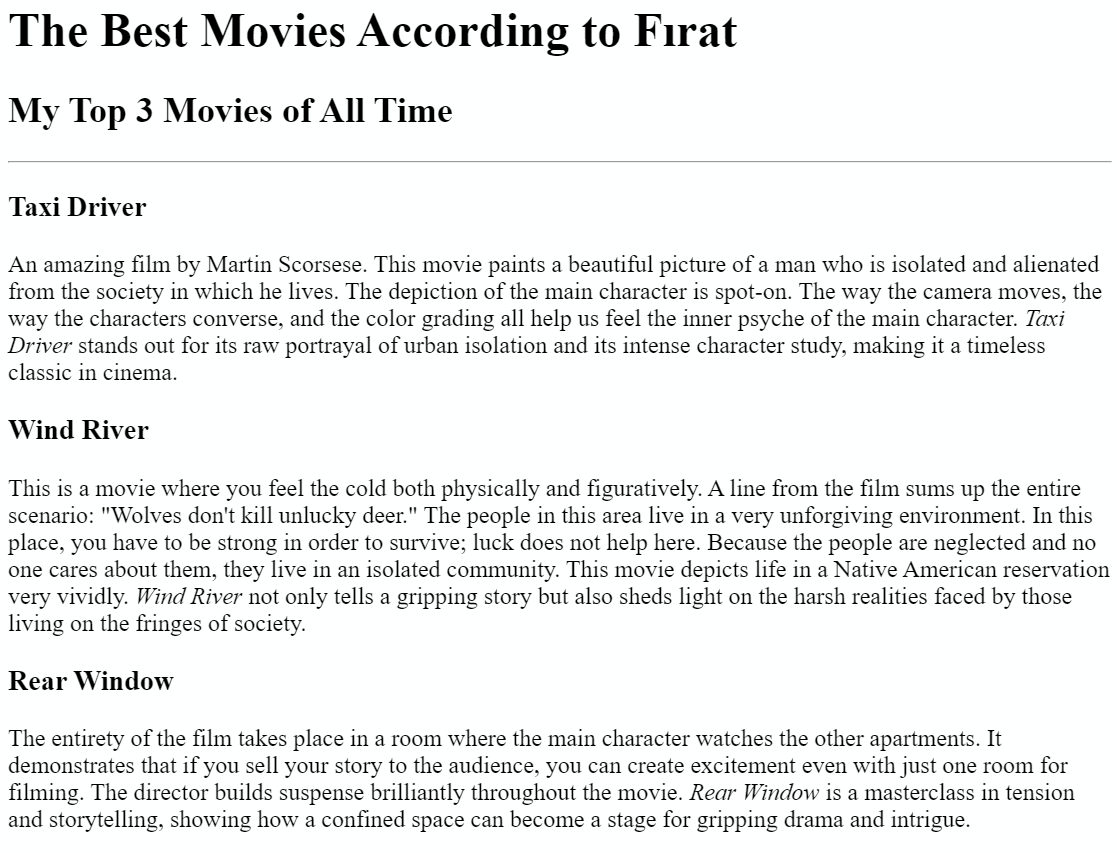 The Best Movies According to Fırat
My Top 3 Movies of All Time
Taxi Driver
An amazing film by Martin Scorsese. This movie paints a beautiful picture of a man who is isolated and alienated
from the society in which he lives. The depiction of the main character is spot-on. The way the camera moves, the
way the characters converse, and the color grading all help us feel the inner psyche of the main character. Taxi
Driver stands out for its raw portrayal of urban isolation and its intense character study, making it a timeless
classic in cinema.
Wind River
This is a movie where you feel the cold both physically and figuratively. A line from the film sums up the entire
scenario: "Wolves don't kill unlucky deer." The people in this area live in a very unforgiving environment. In this
place, you have to be strong in order to survive; luck does not help here. Because the people are neglected and no
one cares about them, they live in an isolated community. This movie depicts life in a Native American reservation
very vividly. Wind River not only tells a gripping story but also sheds light on the harsh realities faced by those
living on the fringes of society.
Rear Window
The entirety of the film takes place in a room where the main character watches the other apartments. It
demonstrates that if you sell your story to the audience, you can create excitement even with just one room for
filming. The director builds suspense brilliantly throughout the movie. Rear Window is a masterclass in tension
and storytelling, showing how a confined space can become a stage for gripping drama and intrigue.